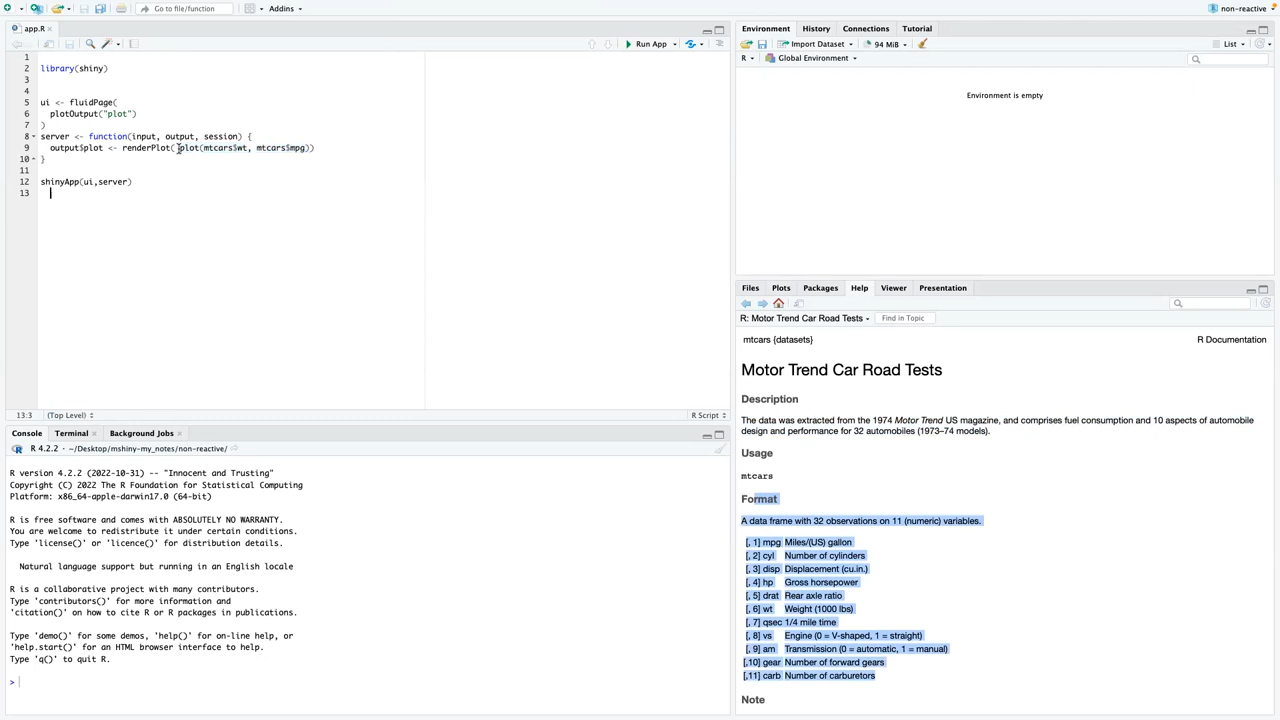 Go to file/function
Addins
non-reactive
app.R
Run App
1
2 library(shiny)
3
4
5 ui <- fluidPage(
6 plotOutput("plot")
7 )
8 server <- function(input, output, session) {
9 output$plot <- renderPlot( plot(mtcars$wt, mtcars$mpg))
10 }
11
12 shinyApp(ui,server)
13
13:3 (Top Level) R Script
Console Terminal Background Jobs
R 4.2.2 · ~/Desktop/mshiny-my_notes/non-reactive/
R version 4.2.2 (2022-10-31) -- "Innocent and Trusting"
Copyright (C) 2022 The R Foundation for Statistical Computing
Platform: x86_64-apple-darwin17.0 (64-bit)
R is free software and comes with ABSOLUTELY NO WARRANTY.
You are welcome to redistribute it under certain conditions.
Type 'license()' or 'licence()' for distribution details.
Natural language support but running in an English locale
R is a collaborative project with many contributors.
Type 'contributors()' for more information and
'citation()' on how to cite R or R packages in publications.
Type 'demo()' for some demos, 'help()' for on-line help, or
'help.start()' for an HTML browser interface to help.
Type 'q()' to quit R.
>
Environment History Connections Tutorial
Import Dataset 94 MiB List
R Global Environment
Environment is empty
Files Plots Packages Help Viewer Presentation
R: Motor Trend Car Road Tests Find in Topic
mtcars {datasets} R Documentation
Motor Trend Car Road Tests
Description
The data was extracted from the 1974 Motor Trend US magazine, and comprises fuel consumption and 10 aspects of automobile
design and performance for 32 automobiles (1973–74 models).
Usage
mtcars
Format
A data frame with 32 observations on 11 (numeric) variables.
[, 1] mpg Miles/(US) gallon
[, 2] cyl Number of cylinders
[, 3] disp Displacement (cu.in.)
[, 4] hp Gross horsepower
[, 5] drat Rear axle ratio
[, 6] wt Weight (1000 lbs)
[, 7] qsec 1/4 mile time
[, 8] vs Engine (0 = V-shaped, 1 = straight)
[, 9] am Transmission (0 = automatic, 1 = manual)
[,10] gear Number of forward gears
[,11] carb Number of carburetors
Note